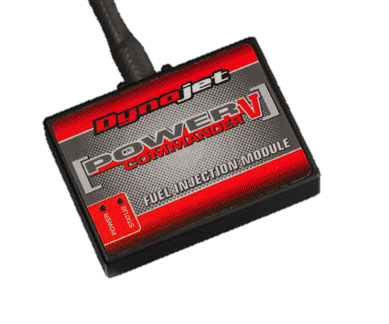 Dynojet
POWER V
COMMANDER
FUEL INJECTION MODULE
STATUS
POWER